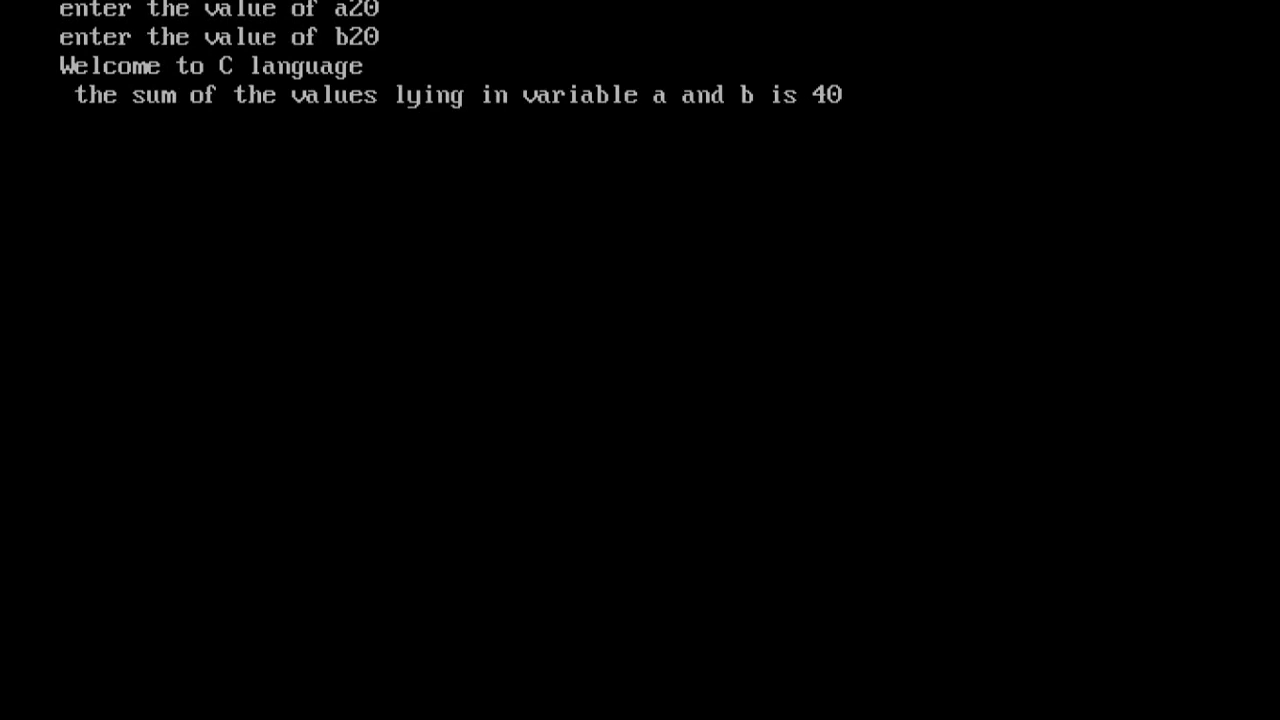 enter the value of a20
enter the value of b20
Welcome to C language
the sum of the values lying in variable a and b is 40